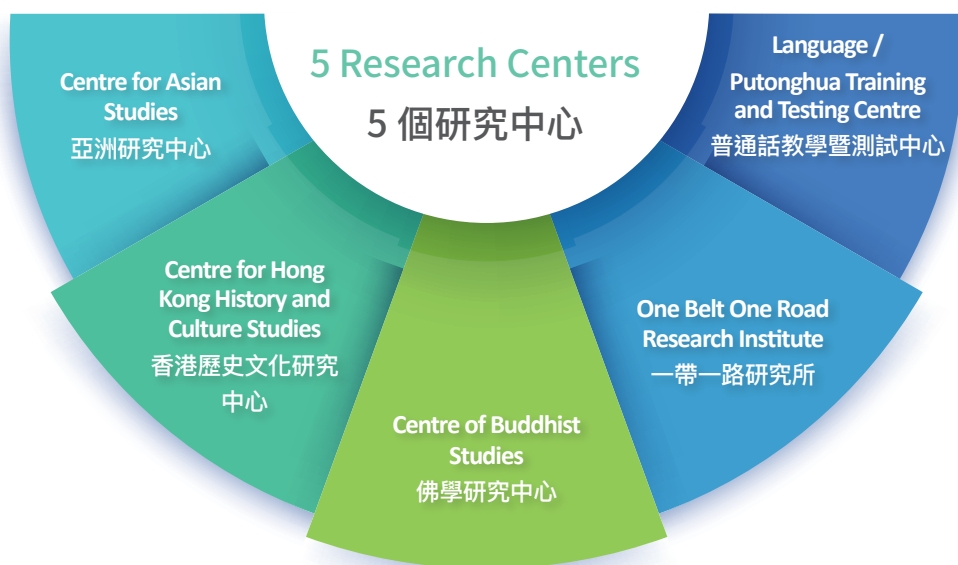 5 Research Centers
5 個研究中心
Centre for Asian
Studies
亞洲研究中心
Centre for Hong
Kong History and
Culture Studies
香港歷史文化研究
中心
Centre of Buddhist
Studies
佛學研究中心
One Belt One Road
Research Institute
一帶一路研究所
Language /
Putonghua Training
and Testing Centre
普通話教學暨測試中心